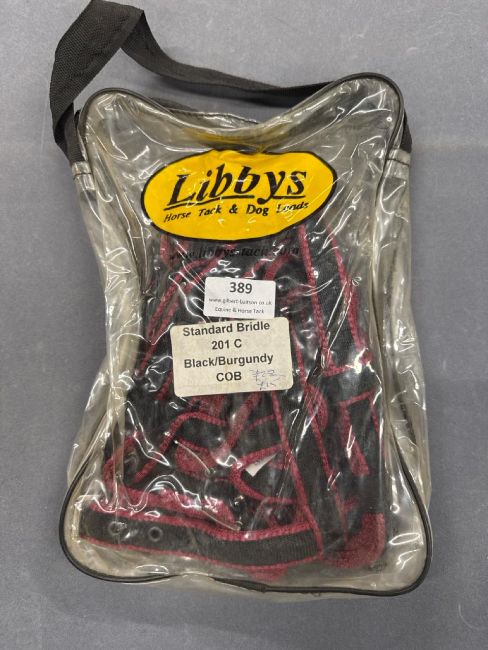 Libbys
Horse Tack & Dog Leads
389
www.gilbert-baitson.co.uk
Equine & Horse Tack
Standard Bridle
201 C
Black/Burgundy
COB
£15